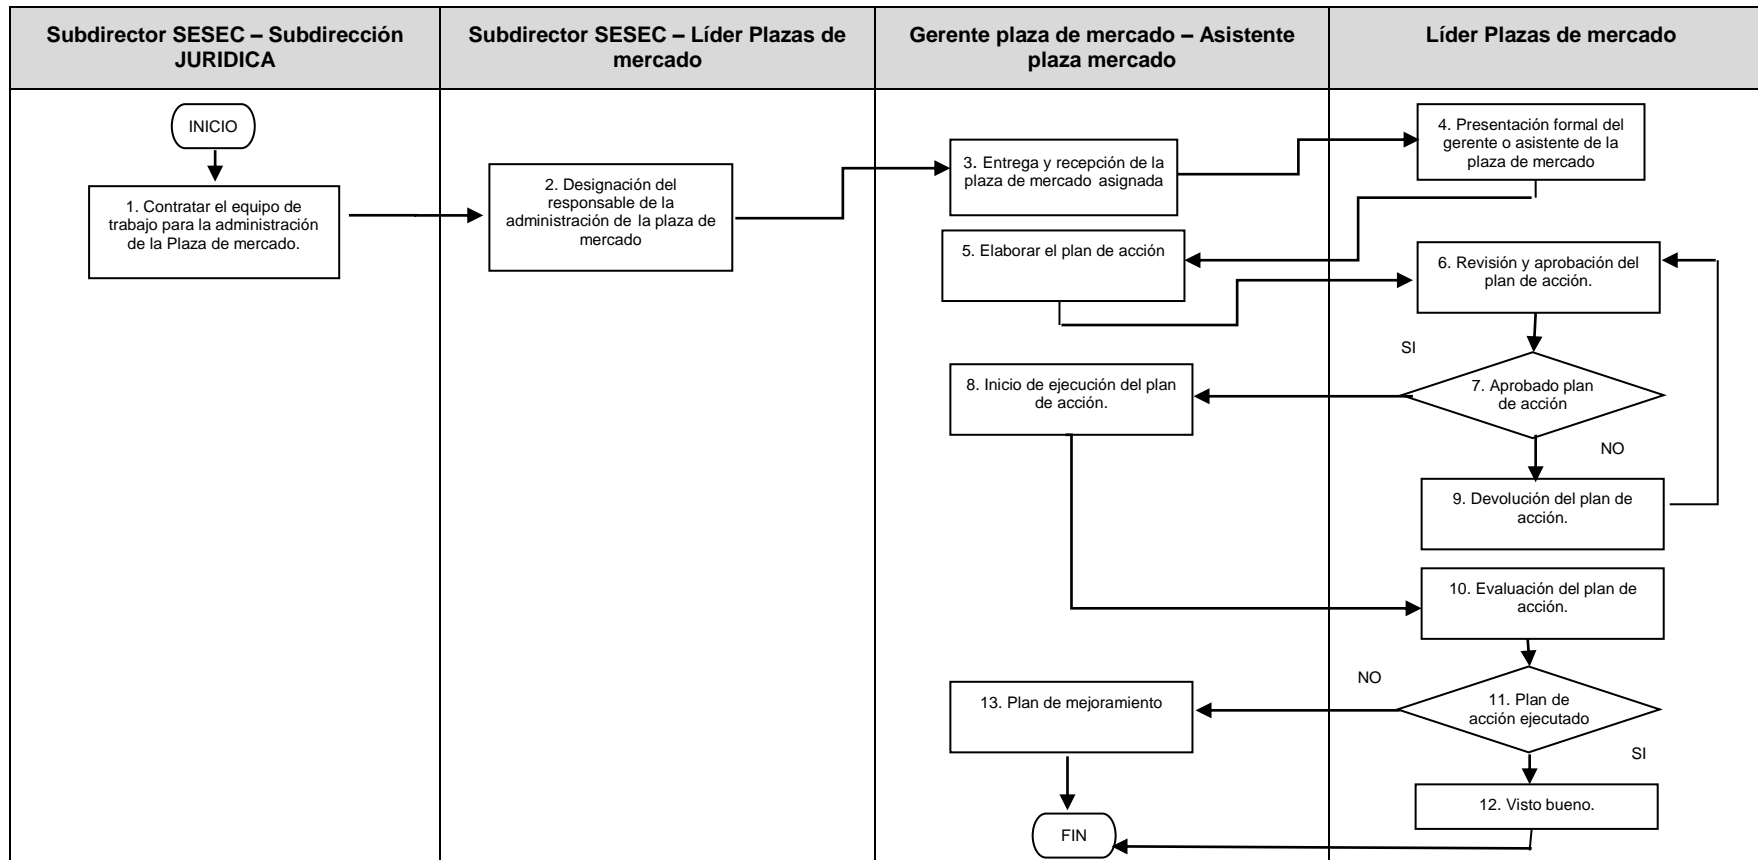 Subdirector SESEC – Subdirección
JURIDICA
Subdirector SESEC – Líder Plazas de
mercado
Gerente plaza de mercado – Asistente
plaza mercado
Líder Plazas de mercado
INICIO
1. Contratar el equipo de
trabajo para la administración
de la Plaza de mercado.
2. Designación del
responsable de la
administración de la plaza de
mercado
3. Entrega y recepción de la
plaza de mercado asignada
4. Presentación formal del
gerente o asistente de la
plaza de mercado
5. Elaborar el plan de acción
6. Revisión y aprobación del
plan de acción.
SI
7. Aprobado plan
de acción
NO
8. Inicio de ejecución del plan
de acción.
9. Devolución del plan de
acción.
10. Evaluación del plan de
acción.
NO
11. Plan de
acción ejecutado
SI
13. Plan de mejoramiento
12. Visto bueno.
FIN